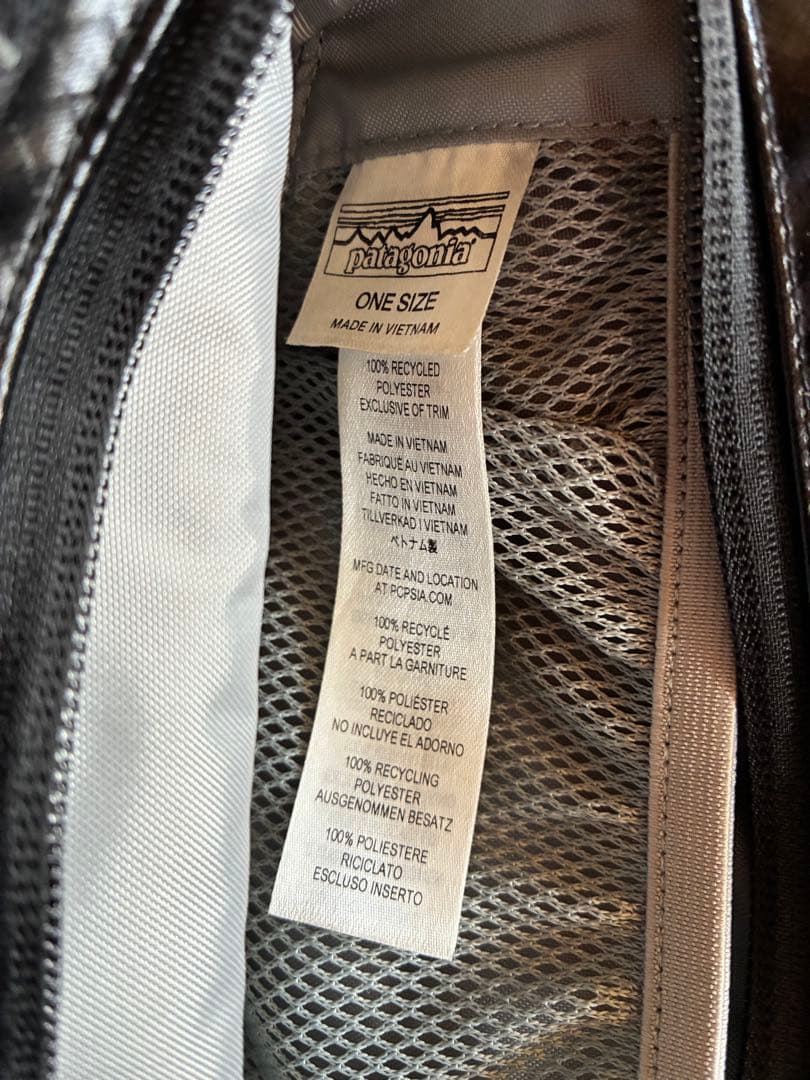 patagonia
ONE SIZE
MADE IN VIETNAM
100% RECYCLED
POLYESTER
EXCLUSIVE OF TRIM
MADE IN VIETNAM
FABRIQUÉ AU VIETNAM
HECHO EN VIETNAM
FATTO IN VIETNAM
TILLVERKAD I VIETNAM
ベトナム製
MFG DATE AND LOCATION
AT PCPSIA.COM
100% RECYCLÉ
POLYESTER
A PART LA GARNITURE
100% POLIÉSTER
RECICLADO
NO INCLUYE EL ADORNO
100% RECYCLING
POLYESTER
AUSGENOMMEN BESATZ
100% POLIESTERE
RICICLATO
ESCLUSO INSERTO